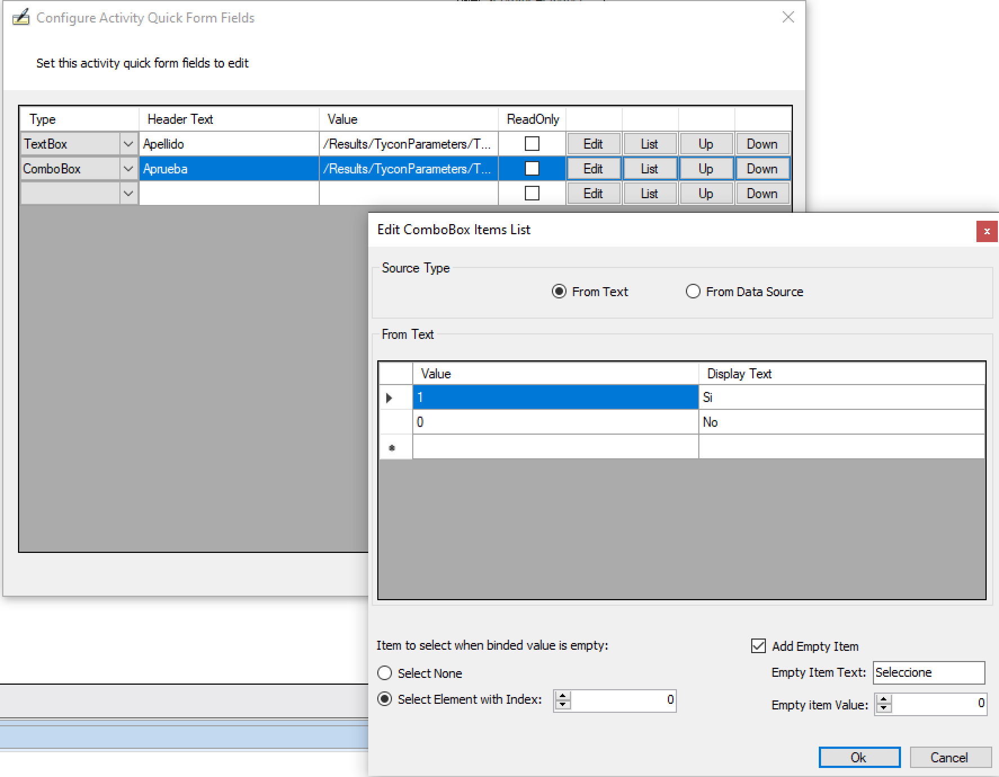 Configure Activity Quick Form Fields
Set this activity quick form fields to edit
Type Header Text Value ReadOnly
TextBox Apellido /Results/TyconParameters/T... Edit List Up Down
ComboBox Aprueba /Results/TyconParameters/T... Edit List Up Down
Edit List Up Down
Edit ComboBox Items List
x
Source Type
From Text From Data Source
From Text
Value Display Text
1 Si
0 No
Item to select when binded value is empty:
Select None
Select Element with Index: 0
Add Empty Item
Empty Item Text: Seleccione
Empty item Value: 0
Ok Cancel